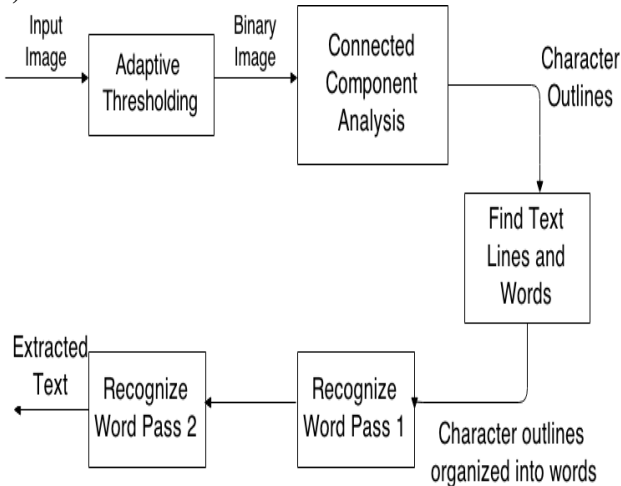 Input
Image
Adaptive
Thresholding
Binary
Image
Connected
Component
Analysis
Character
Outlines
Find Text
Lines and
Words
Character outlines
organized into words
Recognize
Word Pass 1
Recognize
Word Pass 2
Extracted
Text